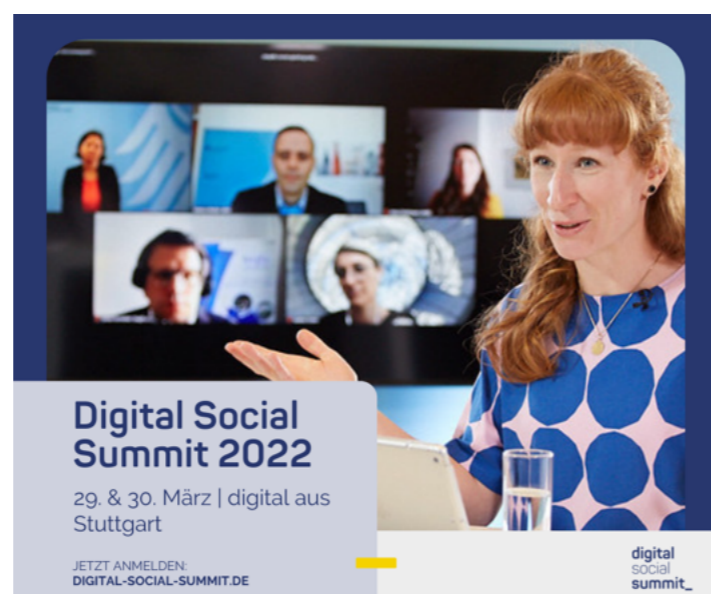 Digital Social
Summit 2022
29. & 30. März | digital aus
Stuttgart
JETZT ANMELDEN:
DIGITAL-SOCIAL-SUMMIT.DE
digital
social
summit_